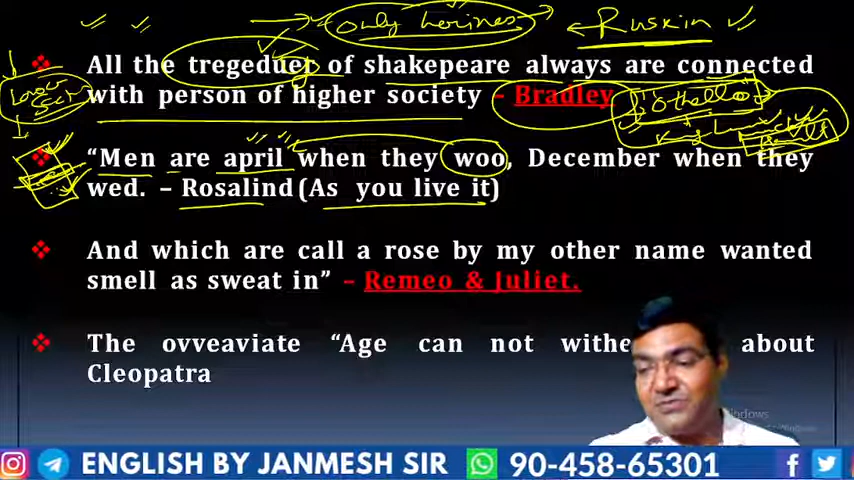 only heroines Ruskin
All the tregeduer of shakepeare always are connected
with person of higher society - Bradley
"Men are april when they woo, December when they
wed. – Rosalind (As you live it)
And which are call a rose by my other name wanted
smell as sweat in" – Remeo & Juliet.
The ovveaviate "Age can not withe about
Cleopatra
ENGLISH BY JANMESH SIR 90-458-65301